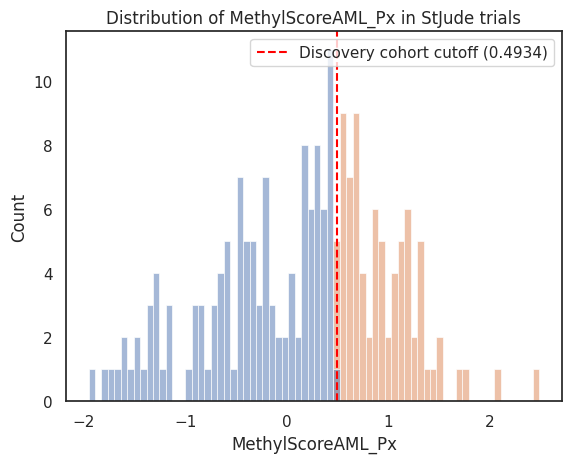 Distribution of MethylScoreAML_Px in StJude trials
Discovery cohort cutoff (0.4934)
Count
10
8
6
4
2
0
−2
−1
0
1
2
MethylScoreAML_Px